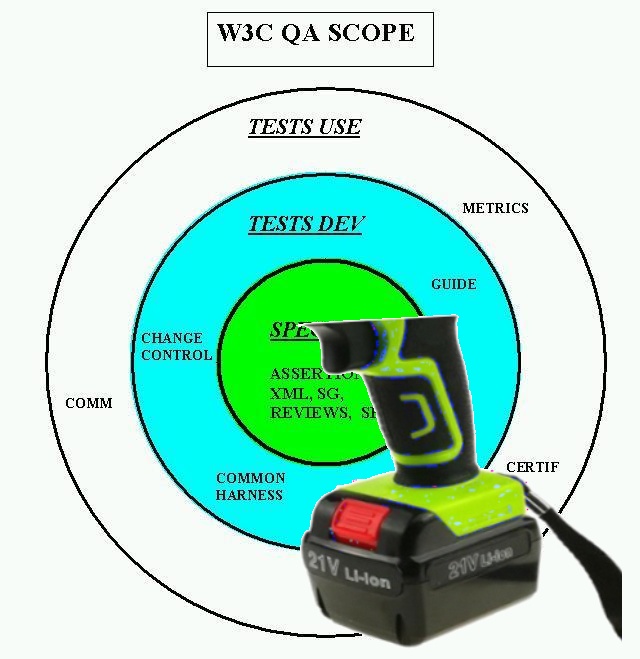 W3C QA SCOPE
TESTS USE
METRICS
TESTS DEV
GUIDE
CHANGE
CONTROL
XML, SG,
REVIEWS,
COMM
CERTIF
COMMON
HARNESS
21V Li-Ion
21V Li-Ion